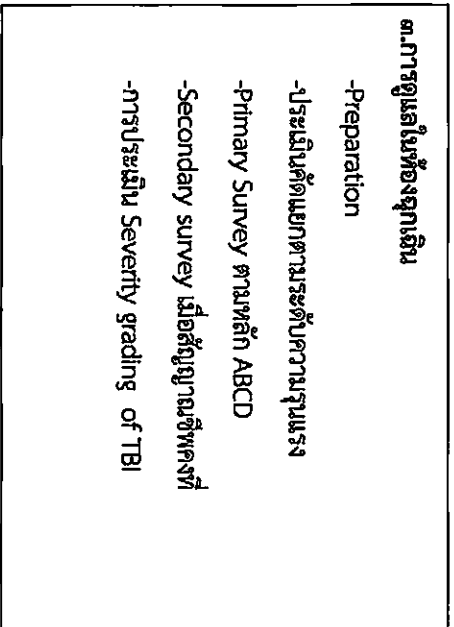 ๓.การดูแลในห้องฉุกเฉิน
-Preparation
-ประเมินคัดแยกตามระดับความรุนแรง
-Primary Survey ตามหลัก ABCD
-Secondary survey เมื่อสัญญาณชีพคงที่
-การประเมิน Severity grading of TBI